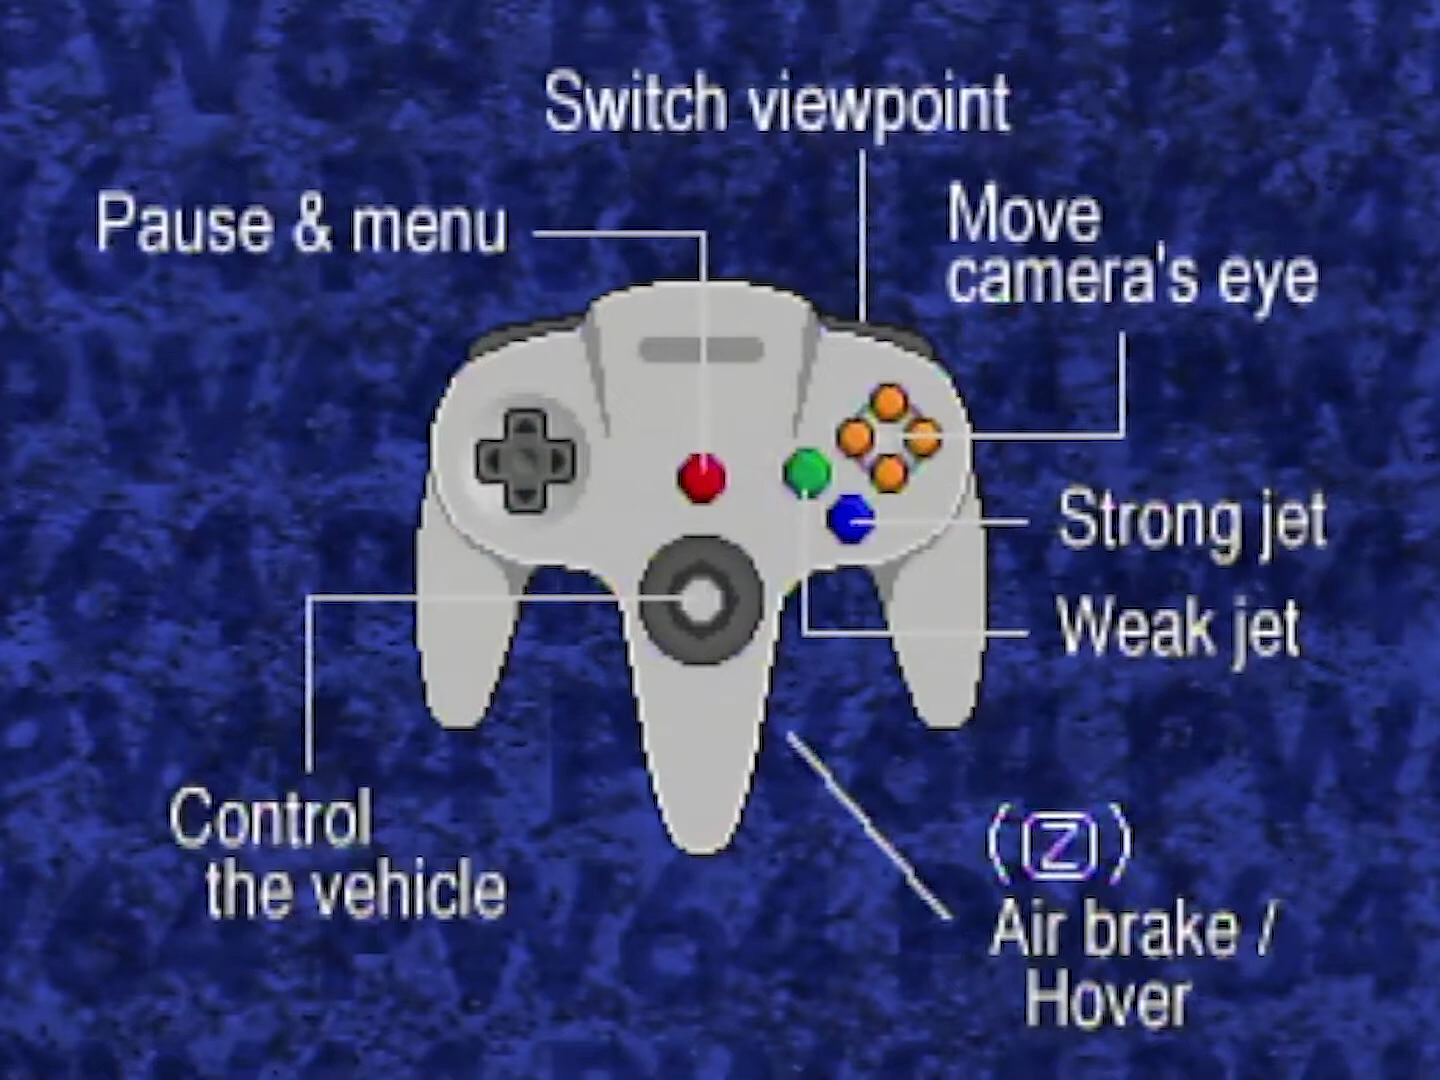 Switch viewpoint
Pause & menu
Move
camera's eye
Strong jet
Weak jet
Control
the vehicle
(Z)
Air brake /
Hover